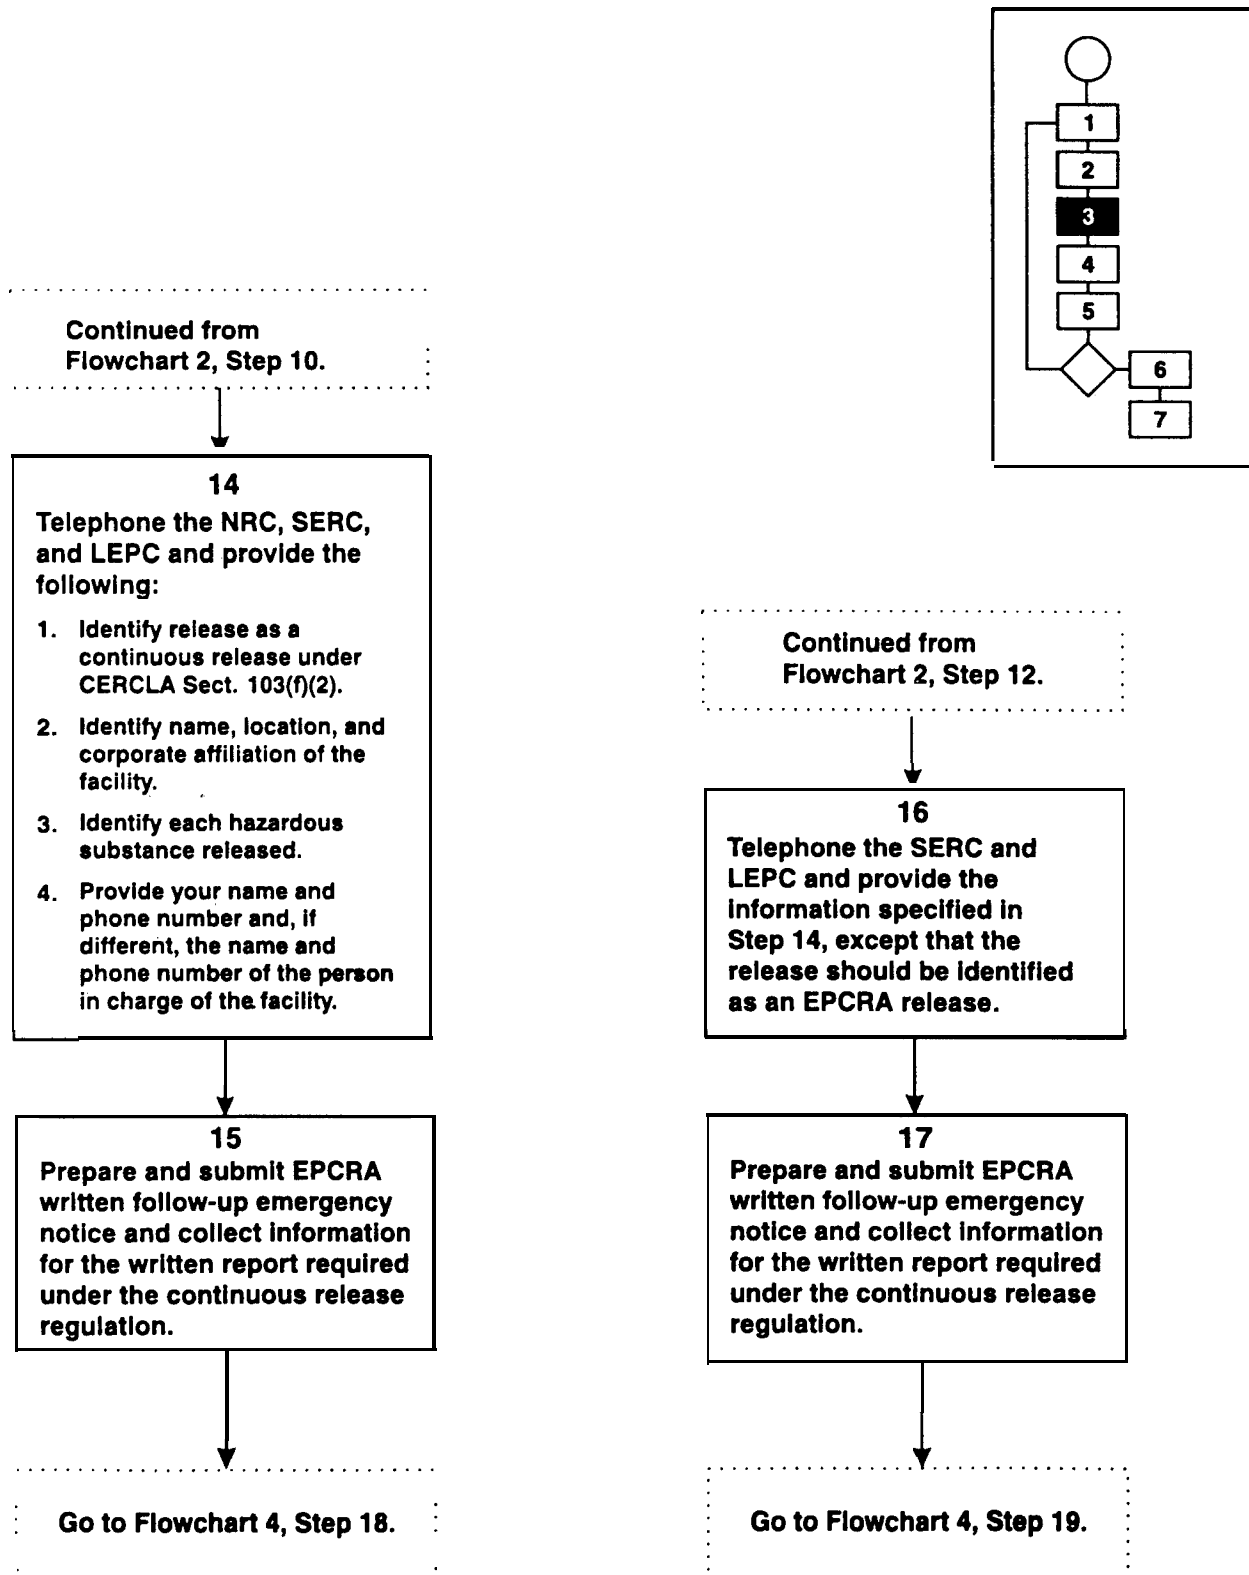 1
2
3
4
5
6
7
Continued from
Flowchart 2, Step 10.
14
Telephone the NRC, SERC,
and LEPC and provide the
following:
1. Identify release as a
continuous release under
CERCLA Sect. 103(f)(2).
2. Identify name, location, and
corporate affiliation of the
facility.
3. Identify each hazardous
substance released.
4. Provide your name and
phone number and, if
different, the name and
phone number of the person
in charge of the facility.
15
Prepare and submit EPCRA
written follow-up emergency
notice and collect information
for the written report required
under the continuous release
regulation.
Go to Flowchart 4, Step 18.
Continued from
Flowchart 2, Step 12.
16
Telephone the SERC and
LEPC and provide the
information specified in
Step 14, except that the
release should be identified
as an EPCRA release.
17
Prepare and submit EPCRA
written follow-up emergency
notice and collect information
for the written report required
under the continuous release
regulation.
Go to Flowchart 4, Step 19.